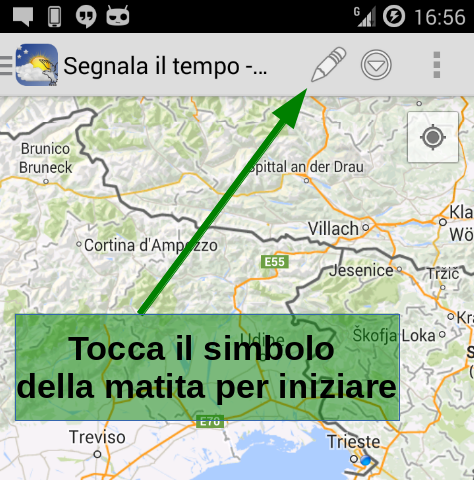 G
16:56
Segnala il tempo -...
Brunico
Bruneck
Spittal an der Drau
Villach
Kla
Wö
Cortina d'Ampezzo
E55
Jesenice
Tržič
Kra
Škofja Loka
S
Udine
Tocca il simbolo
della matita per iniziare
E70
Treviso
Trieste